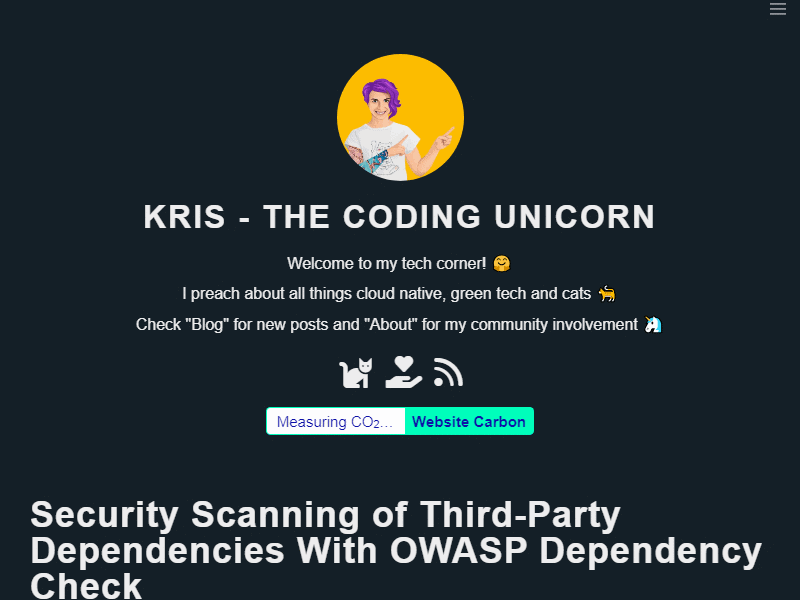 KRIS - THE CODING UNICORN
Welcome to my tech corner! 🤗
I preach about all things cloud native, green tech and cats 🐈
Check "Blog" for new posts and "About" for my community involvement 🦄
Measuring CO₂… Website Carbon
Security Scanning of Third-Party
Dependencies With OWASP Dependency
Check